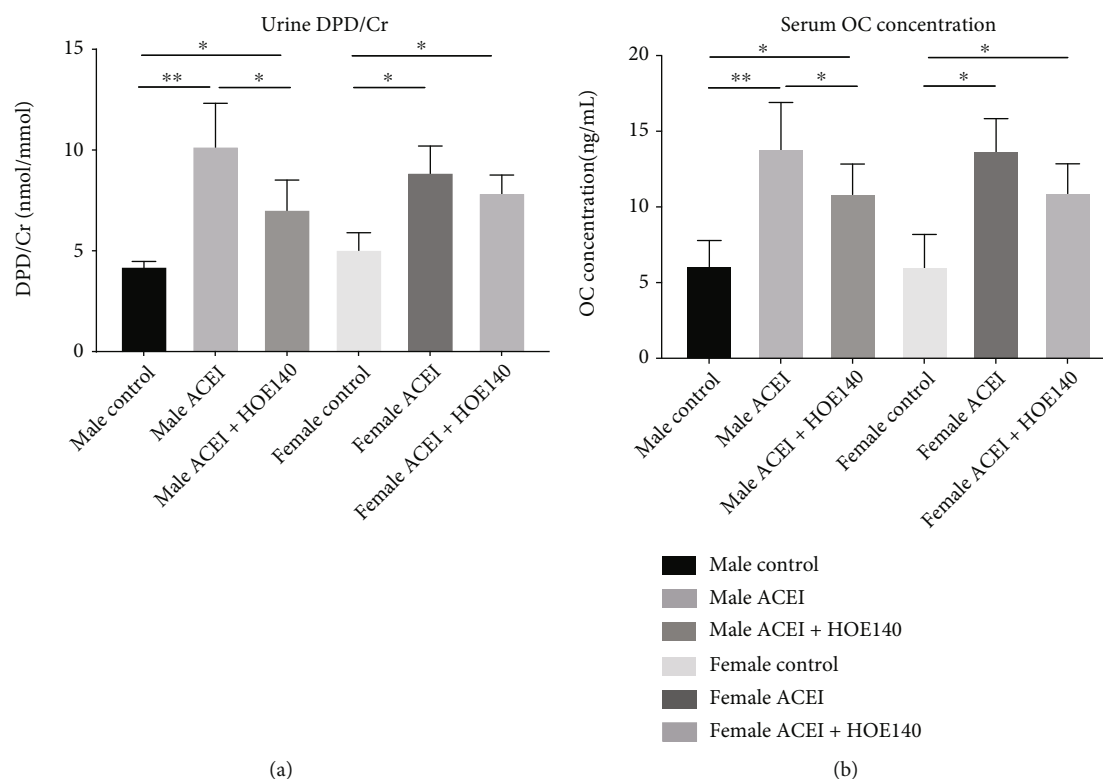 Urine DPD/Cr
15
10
5
0
DPD/Cr (nmol/mmol)
*
**
*
*
*
Male control
Male ACEI
Male ACEI + HOE140
Female control
Female ACEI
Female ACEI + HOE140
(a)
Serum OC concentration
20
15
10
5
0
OC concentration(ng/mL)
*
**
*
*
*
Male control
Male ACEI
Male ACEI + HOE140
Female control
Female ACEI
Female ACEI + HOE140
Male control
Male ACEI
Male ACEI + HOE140
Female control
Female ACEI
Female ACEI + HOE140
(b)